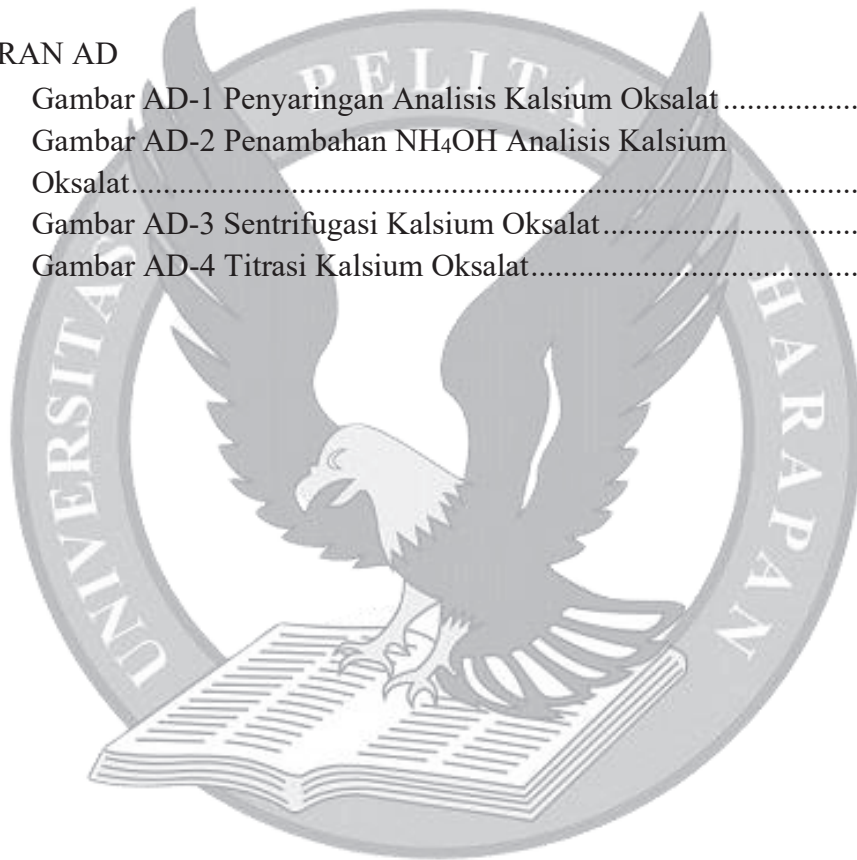 RAN AD
Gambar AD-1 Penyaringan Analisis Kalsium Oksalat....................
Gambar AD-2 Penambahan NH₄OH Analisis Kalsium
Oksalat..............................................................................................
Gambar AD-3 Sentrifugasi Kalsium Oksalat.................................
Gambar AD-4 Titrasi Kalsium Oksalat..........................................
UNIVERSITAS PELITA HARAPAN